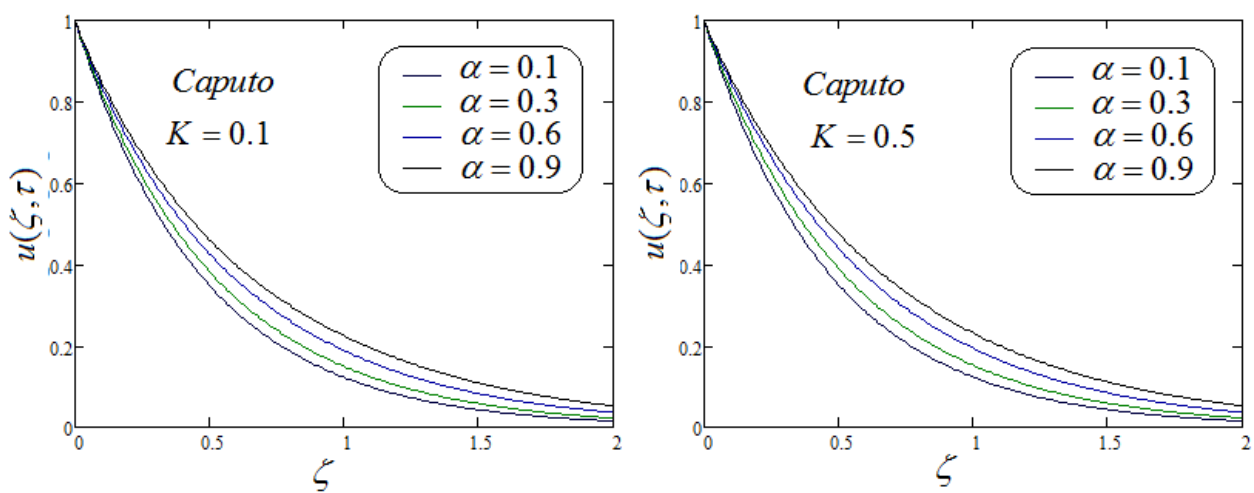 1
0.8
0.6
0.4
0.2
0
u(ζ,τ)
Caputo
K = 0.1
α = 0.1
α = 0.3
α = 0.6
α = 0.9
0 0.5 1 1.5 2
ζ
1
0.8
0.6
0.4
0.2
0
u(ζ,τ)
Caputo
K = 0.5
α = 0.1
α = 0.3
α = 0.6
α = 0.9
0 0.5 1 1.5 2
ζ